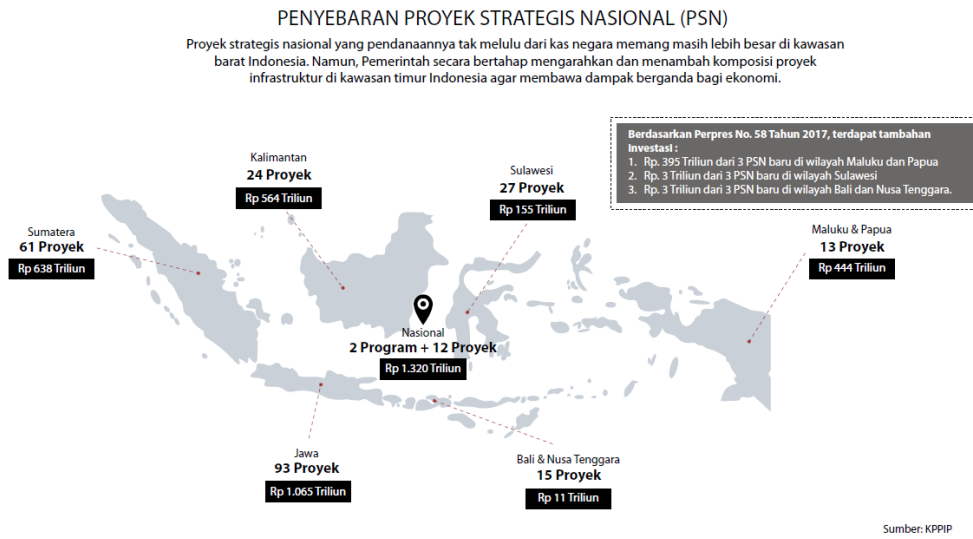 PENYEBARAN PROYEK STRATEGIS NASIONAL (PSN)
Proyek strategis nasional yang pendanaannya tak melulu dari kas negara memang masih lebih besar di kawasan
barat Indonesia. Namun, Pemerintah secara bertahap mengarahkan dan menambah komposisi proyek
infrastruktur di kawasan timur Indonesia agar membawa dampak berganda bagi ekonomi.
Berdasarkan Perpres No. 58 Tahun 2017, terdapat tambahan
Investasi :
1. Rp. 395 Triliun dari 3 PSN baru di wilayah Maluku dan Papua
2. Rp. 3 Triliun dari 3 PSN baru di wilayah Sulawesi
3. Rp. 3 Triliun dari 3 PSN baru di wilayah Bali dan Nusa Tenggara.
Kalimantan
24 Proyek
Rp 564 Triliun
Sulawesi
27 Proyek
Rp 155 Triliun
Sumatera
61 Proyek
Rp 638 Triliun
Maluku & Papua
13 Proyek
Rp 444 Triliun
Nasional
2 Program + 12 Proyek
Rp 1.320 Triliun
Jawa
93 Proyek
Rp 1.065 Triliun
Bali & Nusa Tenggara
15 Proyek
Rp 11 Triliun
Sumber: KPPIP